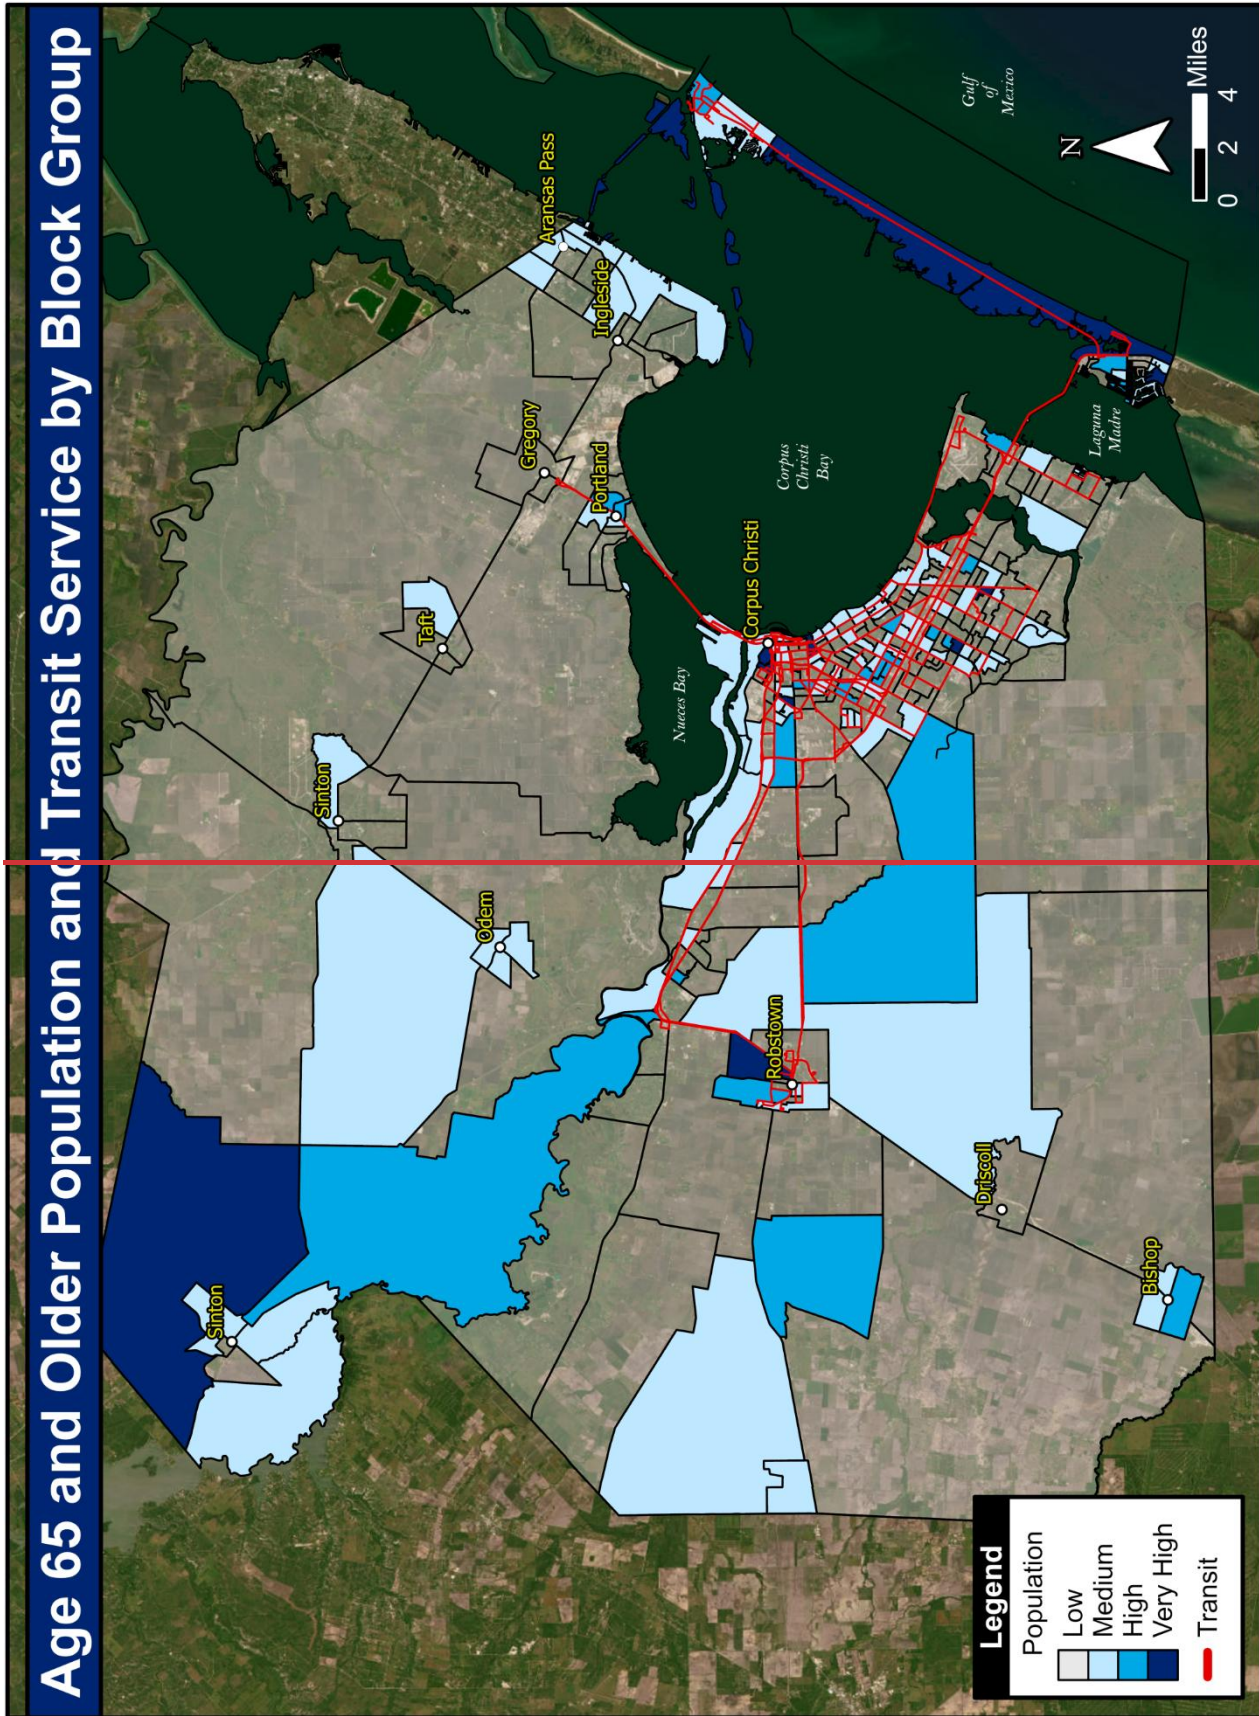 Age 65 and Older Population and Transit Service by Block Group
Sinton
Sinton
Odem
Taft
Gregory
Aransas Pass
Ingleside
Portland
Nueces Bay
Corpus Christi
Corpus
Christi
Bay
Robstown
Driscoll
Bishop
Laguna
Madre
Gulf
of
Mexico
N
0 2 4 Miles
Legend
Population
Low
Medium
High
Very High
Transit